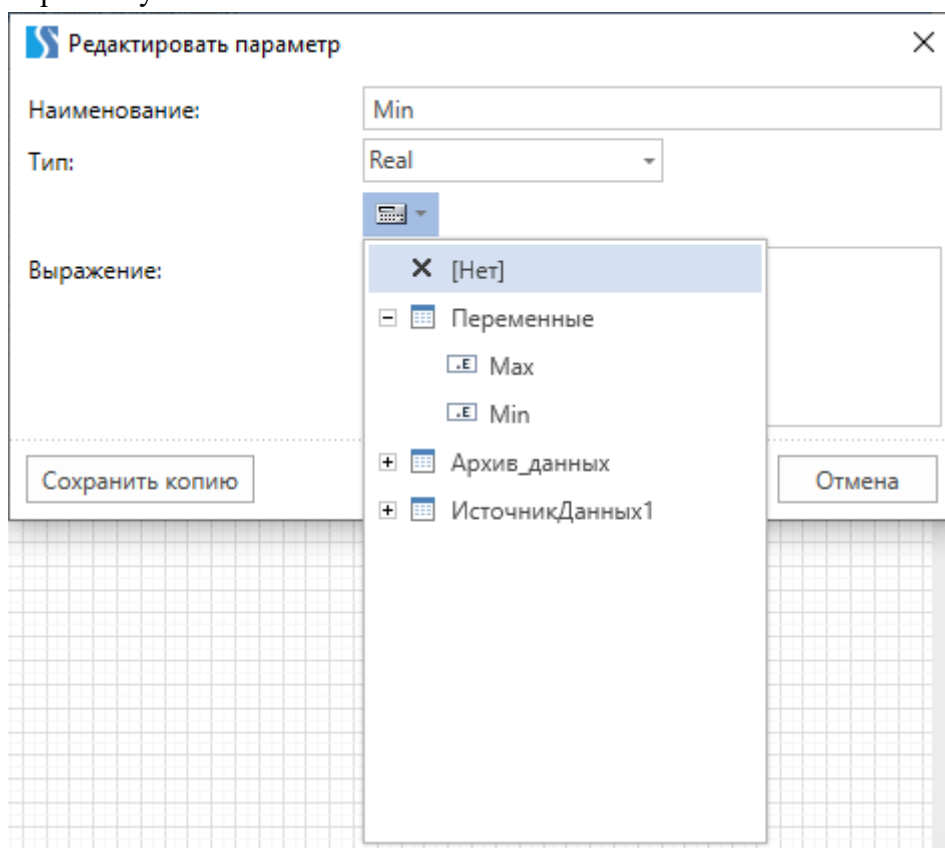 Редактировать параметр
Наименование: Min
Тип: Real
Выражение:
[Нет]
Переменные
.E Max
.E Min
Архив_данных
ИсточникДанных1
Сохранить копию
Отмена